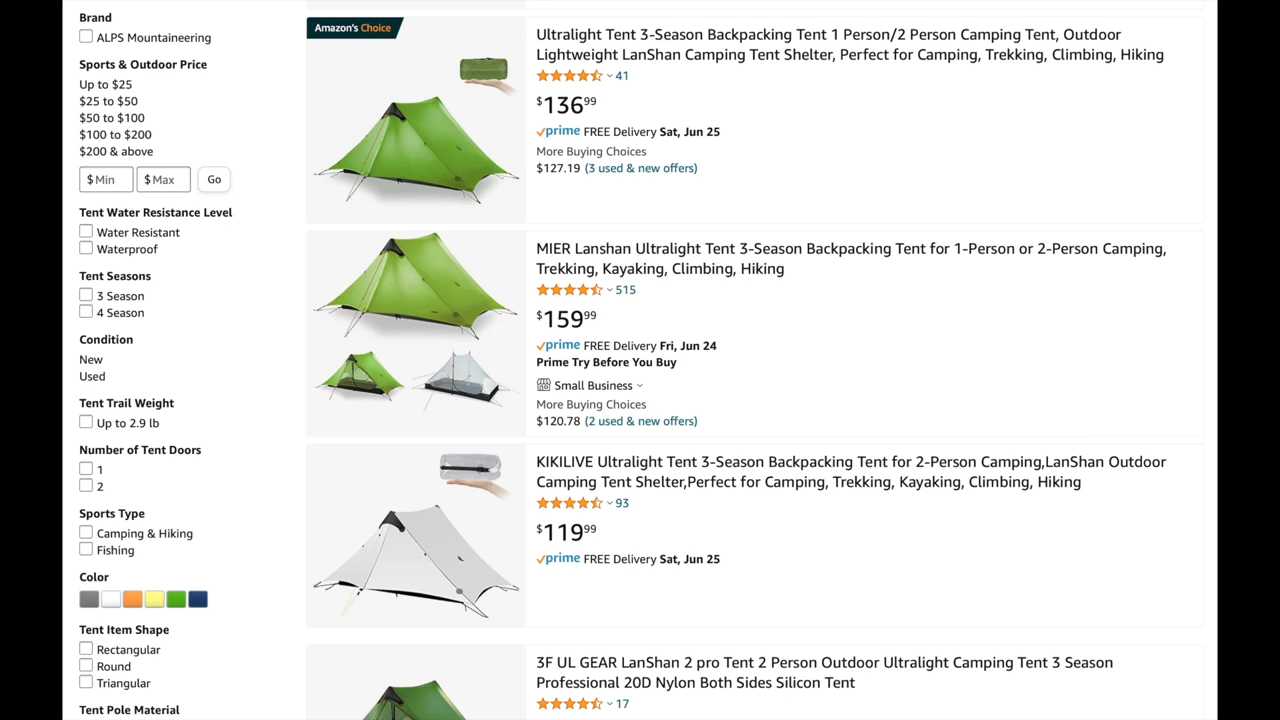 Brand
ALPS Mountaineering
Sports & Outdoor Price
Up to $25
$25 to $50
$50 to $100
$100 to $200
$200 & above
$ Min $ Max Go
Tent Water Resistance Level
Water Resistant
Waterproof
Tent Seasons
3 Season
4 Season
Condition
New
Used
Tent Trail Weight
Up to 2.9 lb
Number of Tent Doors
1
2
Sports Type
Camping & Hiking
Fishing
Color
Tent Item Shape
Rectangular
Round
Triangular
Tent Pole Material
Amazon's Choice
Ultralight Tent 3-Season Backpacking Tent 1 Person/2 Person Camping Tent, Outdoor
Lightweight LanShan Camping Tent Shelter, Perfect for Camping, Trekking, Climbing, Hiking
41
$136 99
prime FREE Delivery Sat, Jun 25
More Buying Choices
$127.19 (3 used & new offers)
MIER Lanshan Ultralight Tent 3-Season Backpacking Tent for 1-Person or 2-Person Camping,
Trekking, Kayaking, Climbing, Hiking
515
$159 99
prime FREE Delivery Fri, Jun 24
Prime Try Before You Buy
Small Business
More Buying Choices
$120.78 (2 used & new offers)
KIKILIVE Ultralight Tent 3-Season Backpacking Tent for 2-Person Camping,LanShan Outdoor
Camping Tent Shelter,Perfect for Camping, Trekking, Kayaking, Climbing, Hiking
93
$119 99
prime FREE Delivery Sat, Jun 25
3F UL GEAR LanShan 2 pro Tent 2 Person Outdoor Ultralight Camping Tent 3 Season
Professional 20D Nylon Both Sides Silicon Tent
17